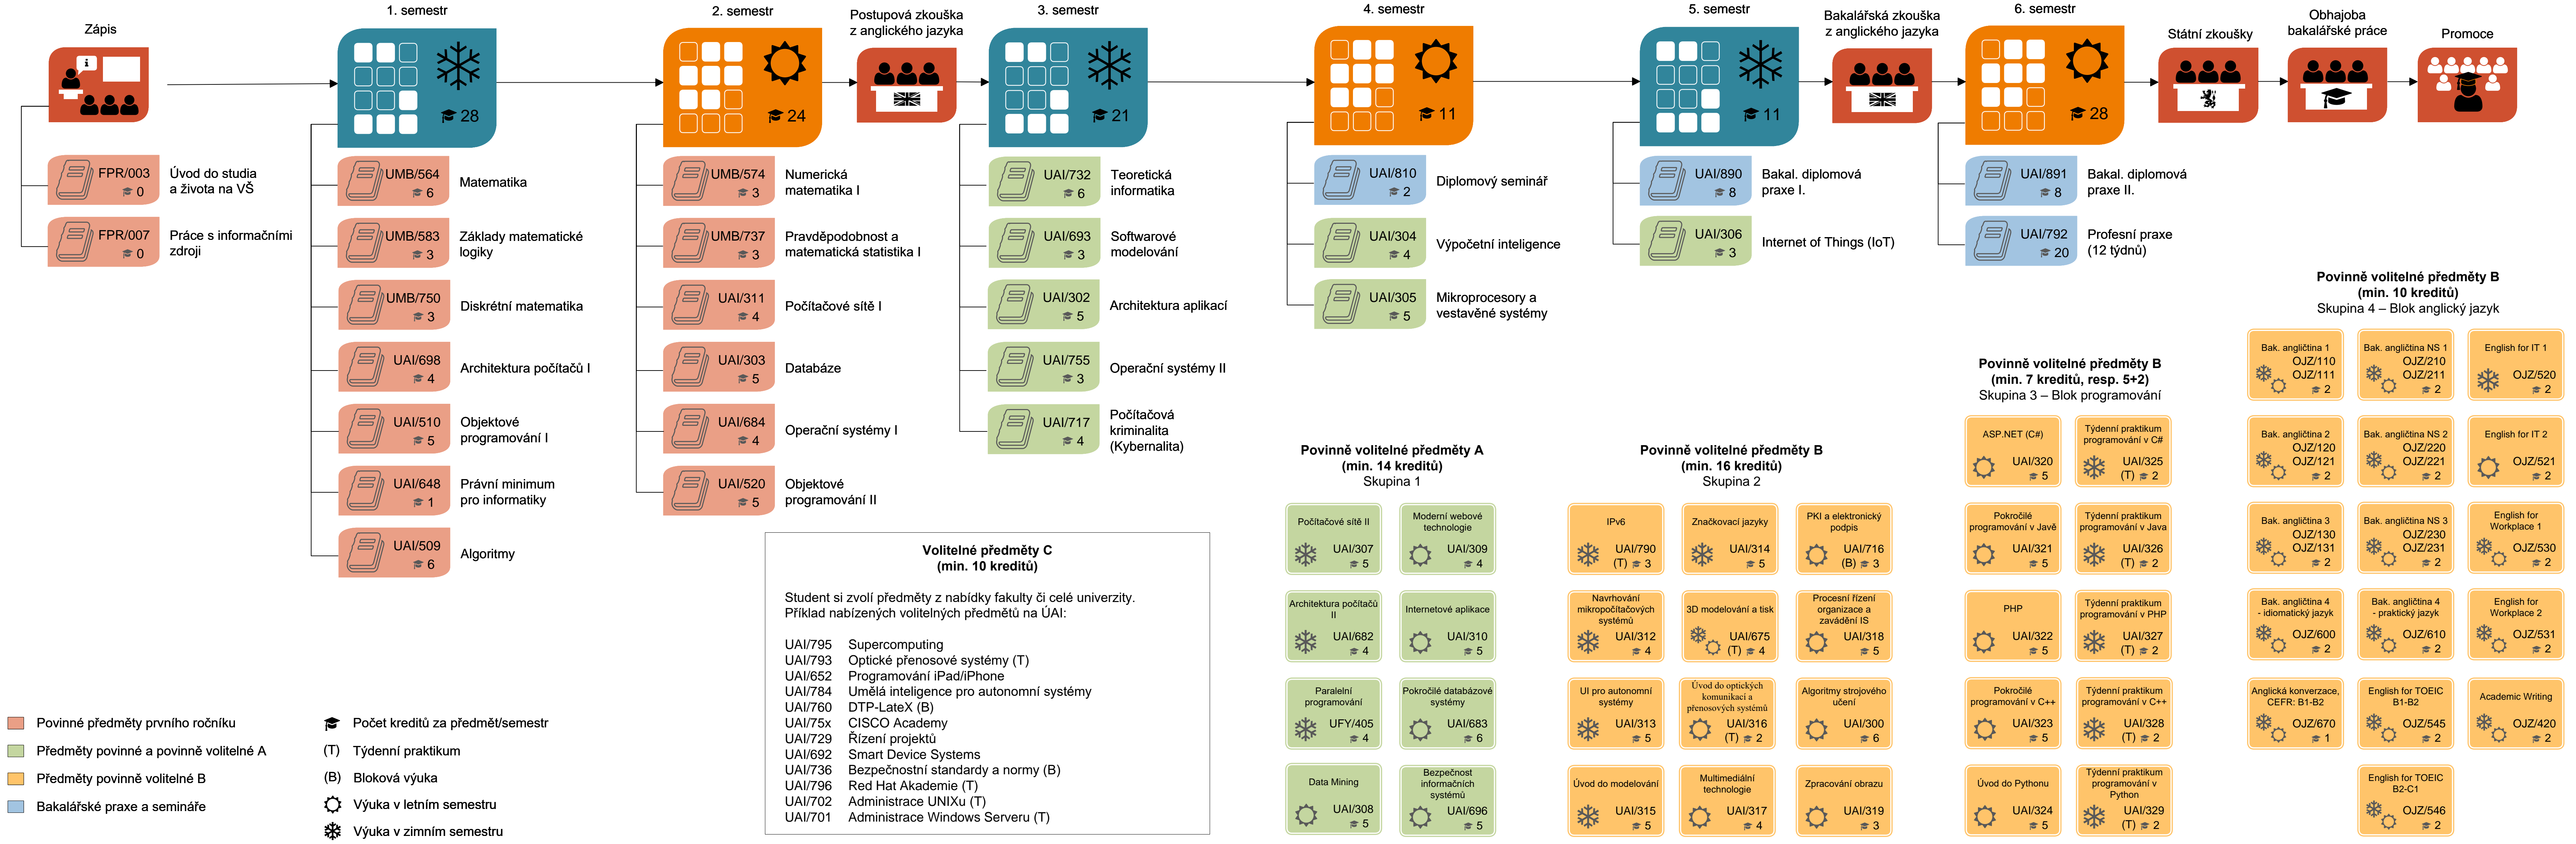 Zápis
FPR/003
0
Úvod do studia
a života na VŠ
FPR/007
0
Práce s informačními
zdroji
1. semestr
28
UMB/564
6
Matematika
UMB/583
3
Základy matematické
logiky
UMB/750
3
Diskrétní matematika
UAI/698
4
Architektura počítačů I
UAI/510
5
Objektové
programování I
UAI/648
1
Právní minimum
pro informatiky
UAI/509
6
Algoritmy
2. semestr
24
UMB/574
3
Numerická
matematika I
UMB/737
3
Pravděpodobnost a
matematická statistika I
UAI/311
4
Počítačové sítě I
UAI/303
5
Databáze
UAI/684
4
Operační systémy I
UAI/520
5
Objektové
programování II
Postupová zkouška
z anglického jazyka
3. semestr
21
UAI/732
6
Teoretická
informatika
UAI/693
3
Softwarové
modelování
UAI/302
5
Architektura aplikací
UAI/755
3
Operační systémy II
UAI/717
4
Počítačová
kriminalita
(Kybernalita)
4. semestr
11
UAI/810
2
Diplomový seminář
UAI/304
4
Výpočetní inteligence
UAI/305
5
Mikroprocesory a
vestavěné systémy
5. semestr
11
UAI/890
8
Bakal. diplomová
praxe I.
UAI/306
3
Internet of Things (IoT)
Bakalářská zkouška
z anglického jazyka
6. semestr
28
UAI/891
8
Bakal. diplomová
praxe II.
UAI/792
20
Profesní praxe
(12 týdnů)
Státní zkoušky
Obhajoba
bakalářské práce
Promoce
Povinné předměty prvního ročníku
Předměty povinné a povinně volitelné A
Předměty povinně volitelné B
Bakalářské praxe a semináře
Počet kreditů za předmět/semestr
(T) Týdenní praktikum
(B) Bloková výuka
Výuka v letním semestru
Výuka v zimním semestru
Volitelné předměty C
(min. 10 kreditů)
Student si zvolí předměty z nabídky fakulty či celé univerzity.
Příklad nabízených volitelných předmětů na ÚAI:
UAI/795 Supercomputing
UAI/793 Optické přenosové systémy (T)
UAI/652 Programování iPad/iPhone
UAI/784 Umělá inteligence pro autonomní systémy
UAI/760 DTP-LateX (B)
UAI/75x CISCO Academy
UAI/729 Řízení projektů
UAI/692 Smart Device Systems
UAI/736 Bezpečnostní standardy a normy (B)
UAI/796 Red Hat Akademie (T)
UAI/702 Administrace UNIXu (T)
UAI/701 Administrace Windows Serveru (T)
Povinně volitelné předměty A
(min. 14 kreditů)
Skupina 1
Počítačové sítě II
UAI/307
5
Moderní webové
technologie
UAI/309
4
Architektura počítačů
II
UAI/682
4
Internetové aplikace
UAI/310
5
Paralelní
programování
UFY/405
4
Pokročilé databázové
systémy
UAI/683
6
Data Mining
UAI/308
5
Bezpečnost
informačních
systémů
UAI/696
5
Povinně volitelné předměty B
(min. 16 kreditů)
Skupina 2
IPv6
UAI/790
(T) 3
Značkovací jazyky
UAI/314
5
PKI a elektronický
podpis
UAI/716
(B) 3
Navrhování
mikropočítačových
systémů
UAI/312
4
3D modelování a tisk
UAI/675
(T) 4
Procesní řízení
organizace a
zavádění IS
UAI/318
5
UI pro autonomní
systémy
UAI/313
5
Úvod do optických
komunikací a
přenosových systémů
UAI/316
(T) 2
Algoritmy strojového
učení
UAI/300
6
Úvod do modelování
UAI/315
5
Multimediální
technologie
UAI/317
4
Zpracování obrazu
UAI/319
3
Povinně volitelné předměty B
(min. 7 kreditů, resp. 5+2)
Skupina 3 – Blok programování
ASP.NET (C#)
UAI/320
5
Týdenní praktikum
programování v C#
UAI/325
(T) 2
Pokročilé
programování v Javě
UAI/321
5
Týdenní praktikum
programování v Java
UAI/326
(T) 2
PHP
UAI/322
5
Týdenní praktikum
programování v PHP
UAI/327
(T) 2
Pokročilé
programování v C++
UAI/323
5
Týdenní praktikum
programování v C++
UAI/328
(T) 2
Úvod do Pythonu
UAI/324
5
Týdenní praktikum
programování v
Python
UAI/329
(T) 2
Povinně volitelné předměty B
(min. 10 kreditů)
Skupina 4 – Blok anglický jazyk
Bak. angličtina 1
OJZ/110
OJZ/111
2
Bak. angličtina NS 1
OJZ/210
OJZ/211
2
English for IT 1
OJZ/520
2
Bak. angličtina 2
OJZ/120
OJZ/121
2
Bak. angličtina NS 2
OJZ/220
OJZ/221
2
English for IT 2
OJZ/521
2
Bak. angličtina 3
OJZ/130
OJZ/131
2
Bak. angličtina NS 3
OJZ/230
OJZ/231
2
English for
Workplace 1
OJZ/530
2
Bak. angličtina 4
- idiomatický jazyk
OJZ/600
2
Bak. angličtina 4
- praktický jazyk
OJZ/610
2
English for
Workplace 2
OJZ/531
2
Anglická konverzace,
CEFR: B1-B2
OJZ/670
1
English for TOEIC
B1-B2
OJZ/545
2
Academic Writing
OJZ/420
2
English for TOEIC
B2-C1
OJZ/546
2